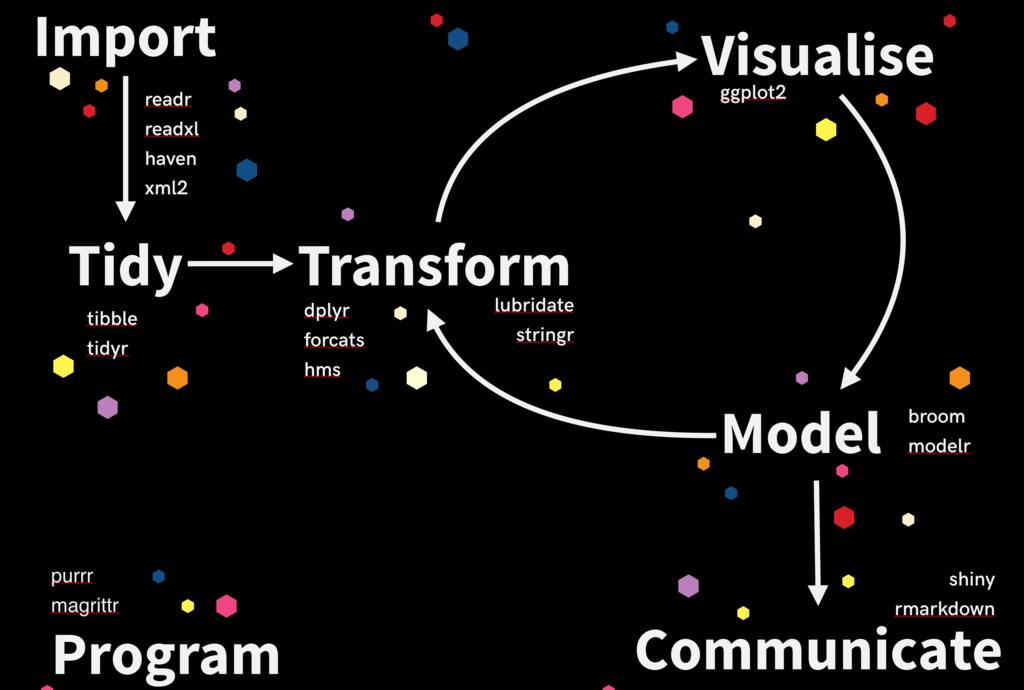 Import
readr
readxl
haven
xml2
Visualise
ggplot2
Tidy
tibble
tidyr
Transform
dplyr
forcats
hms
lubridate
stringr
Model
broom
modelr
purrr
magrittr
Program
shiny
rmarkdown
Communicate